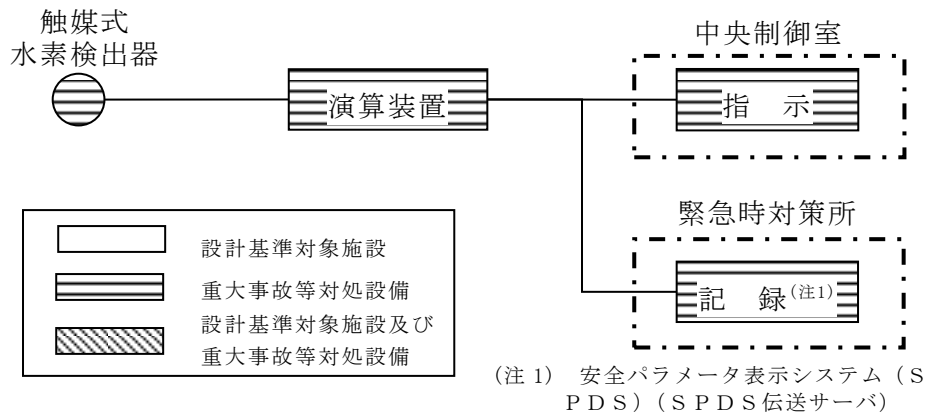 触媒式
水素検出器
演算装置
中央制御室
指　示
緊急時対策所
記　録(注1)
設計基準対象施設
重大事故等対処設備
設計基準対象施設及び
重大事故等対処設備
(注 1)　安全パラメータ表示システム（Ｓ
ＰＤＳ）（ＳＰＤＳ伝送サーバ）